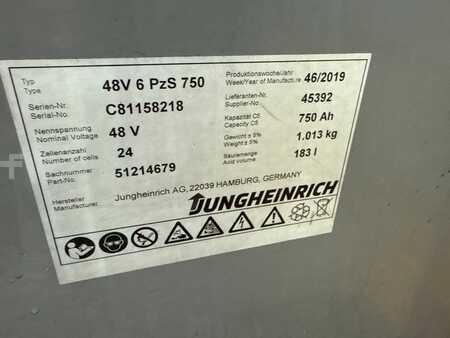 Typ
Type
48V 6 PzS 750
Produktionswoche/Jahr
Week/Year of Manufacture
46/2019
Serien-Nr.
Serial-No.
C81158218
Lieferanten-Nr.
Supplier-No.
45392
Nennspannung
Nominal Voltage
48 V
Kapazität C5
Capacity C5
750 Ah
Zellenanzahl
Number of cells
24
Gewicht ± 5%
Weight ± 5%
1.013 kg
Sachnummer
Part-No.
51214679
Säuremenge
Acid volume
183 l
Hersteller
Manufacturer
Jungheinrich AG, 22039 HAMBURG, GERMANY
JUNGHEINRICH